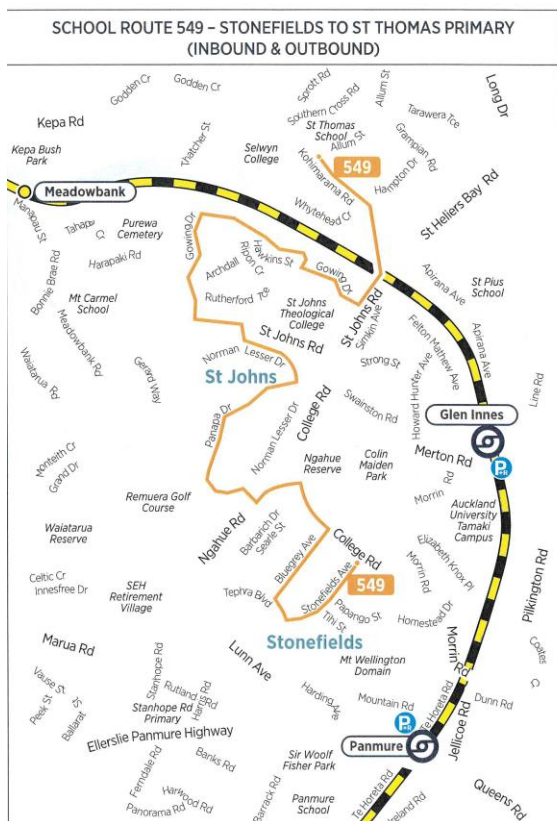 SCHOOL ROUTE 549 – STONEFIELDS TO ST THOMAS PRIMARY
(INBOUND & OUTBOUND)
Godden Cr
Godden Cr
Sprott Rd
Allum St
Southern Cross Rd
Long Dr
Tarawera Tce
Kepa Rd
Thatcher St
St Thomas
School
Allum St
Grampian Rd
Kepa Bush
Park
Selwyn
College
Kohimarama Rd
549
Hampton Dr
Meadowbank
Whytehead Cr
St Heliers Bay Rd
Manapau St
Tahapa Cr
Purewa
Cemetery
Gowing Dr
Hawkins St
Ripon Cr
Archdall
Gowing Dr
Harapaki Rd
Bonnie Brae Rd
Rutherford Tce
St Johns
Theological
College
St Johns Rd
Simkin Ave
Apirana Ave
St Pius
School
Mt Carmel
School
Meadowbank Rd
St Johns Rd
Felton Mathew Ave
Apirana Ave
Waiatarua Rd
Gerard Way
Norman Lesser Dr
Strong St
St Johns
Howard Hunter Ave
Line Rd
Panapa Dr
College Rd
Swainston Rd
Glen Innes
Norman Lesser Dr
Monteith Cr
Grand Dr
Ngahue
Reserve
Colin
Maiden
Park
Merton Rd
P+R
Morrin Rd
Remuera Golf
Course
Auckland
University
Tamaki
Campus
Waiatarua
Reserve
Ngahue Rd
Barbarich Dr
Searle St
Bluegrey Ave
College Rd
Elizabeth Knox Pl
Morrin Rd
Celtic Cr
Innesfree Dr
SEH
Retirement
Village
Tephra Blvd
Stonefields Ave
549
Papango St
Tihi St
Homestead Dr
Pilkington Rd
Stonefields
Marua Rd
Lunn Ave
Mt Wellington
Domain
Morrin Rd
Coates Cr
Vause St
Peek St
Ballarat St
Stanhope Rd
Rutland Rd
Harris Rd
Stanhope Rd
Primary
Harding Ave
Mountain Rd
Te Horeta Rd
Dunn Rd
Ellerslie Panmure Highway
P+R
Panmure
Jellicoe Rd
Ferndale Rd
Banks Rd
Sir Woolf
Fisher Park
Harwood Rd
Panorama Rd
Barrack Rd
Panmure
School
Te Horeta Rd
Ireland Rd
Queens Rd